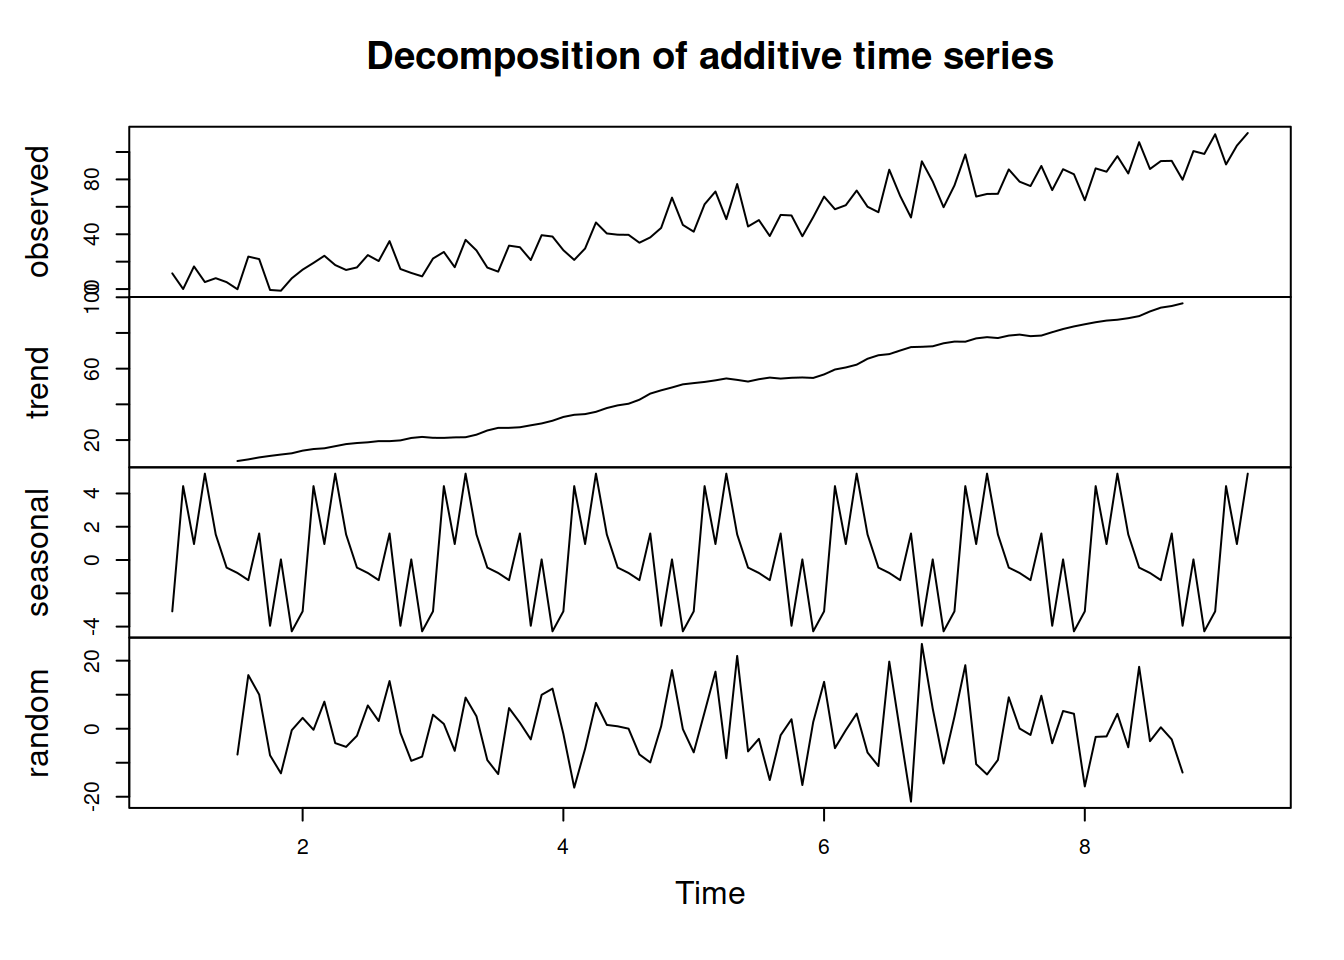 Decomposition of additive time series
observed
0 40 80
trend
20 60 100
seasonal
-4 0 2 4
random
-20 0 20
2 4 6 8
Time